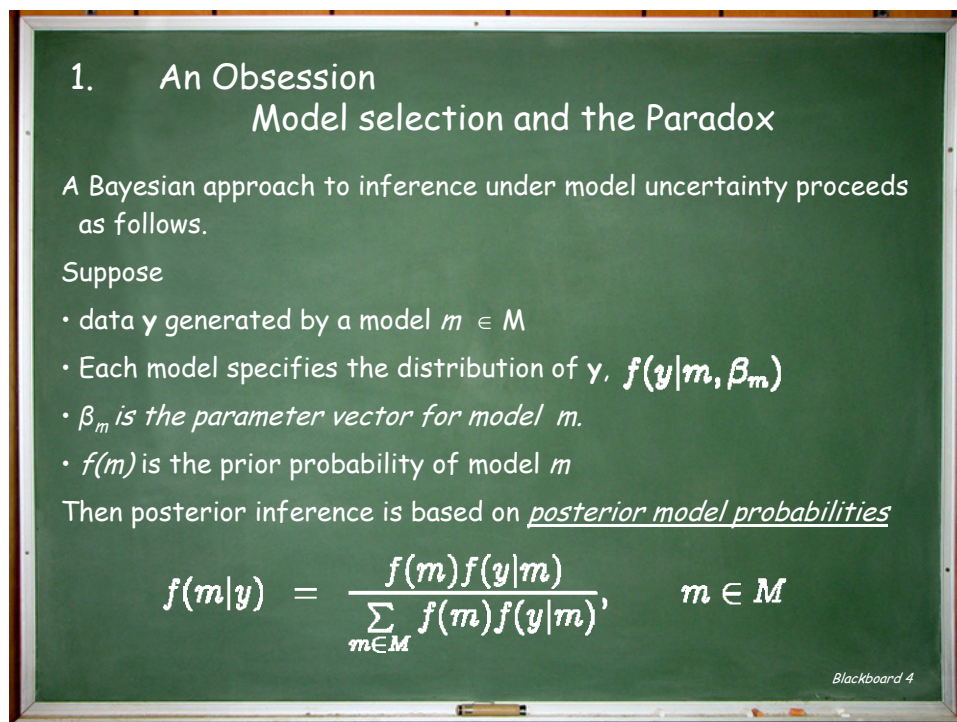 1. An Obsession
Model selection and the Paradox
A Bayesian approach to inference under model uncertainty proceeds
as follows.
Suppose
• data y generated by a model m ∈ M
• Each model specifies the distribution of y, f(y|m, βₘ)
• βₘ is the parameter vector for model m.
• f(m) is the prior probability of model m
Then posterior inference is based on posterior model probabilities
f(m|y) = f(m)f(y|m) / ∑_{m∈M} f(m)f(y|m), m ∈ M
Blackboard 4